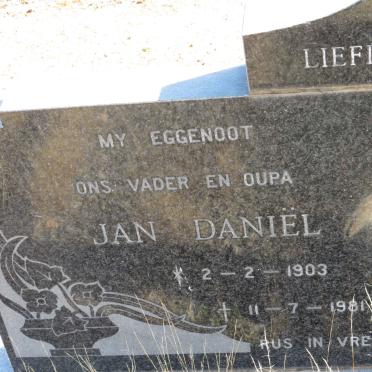 LIEF
MY EGGENOOT
ONS VADER EN OUPA
JAN DANIËL
* 2-2-1903
† 11-7-1981
RUS IN VRE